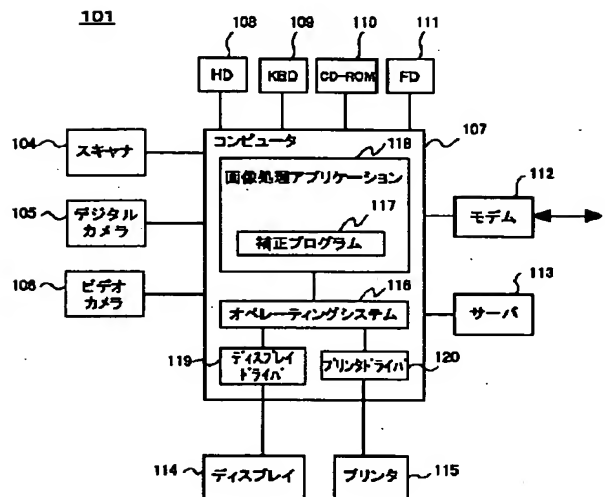 101
108
109
110
111
HD
KBD
CD-ROM
FD
104
スキャナ
コンピュータ
107
118
画像処理アプリケーション
117
補正プログラム
105
デジタル
カメラ
112
モデム
106
ビデオ
カメラ
113
サーバ
116
オペレーティングシステム
119
ディスプレイ
ドライバ
プリンタドライバ
120
114
ディスプレイ
プリンタ
115